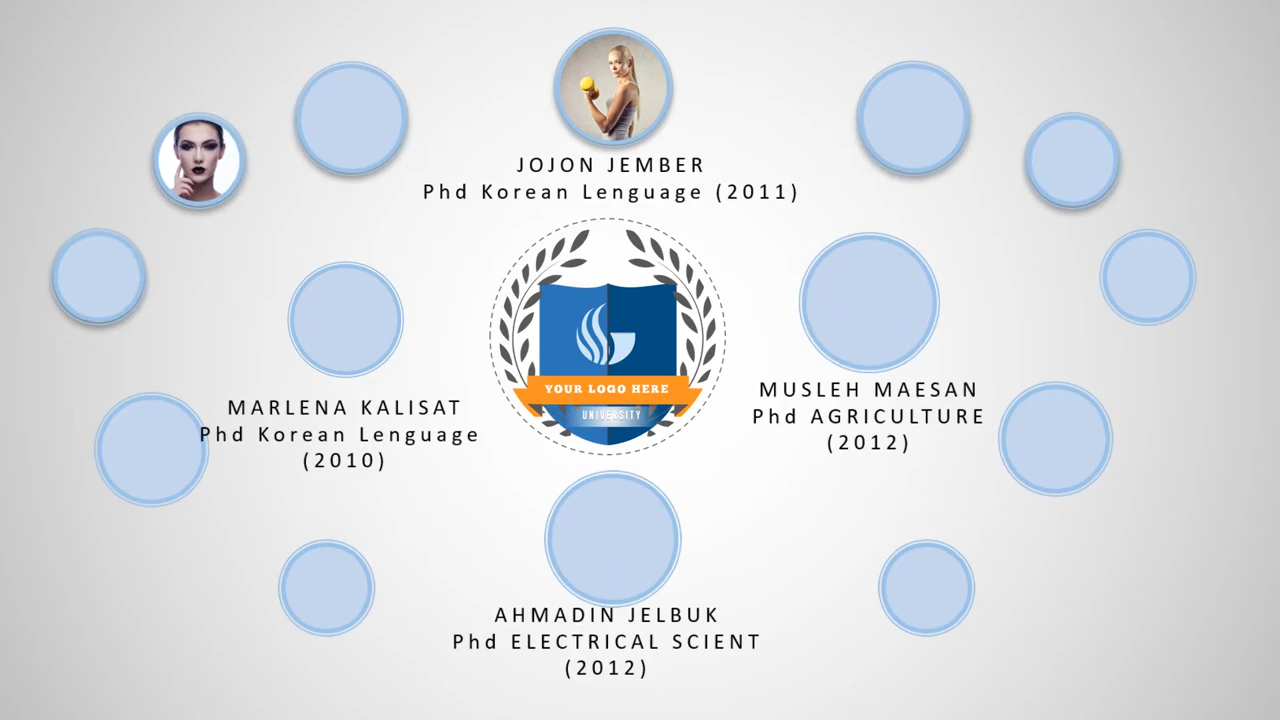 JOJON JEMBER
Phd Korean Lenguage (2011)
YOUR LOGO HERE
UNIVERSITY
MARLENA KALISAT
Phd Korean Lenguage
(2010)
MUSLEH MAESAN
Phd AGRICULTURE
(2012)
AHMADIN JELBUK
Phd ELECTRICAL SCIENT
(2012)